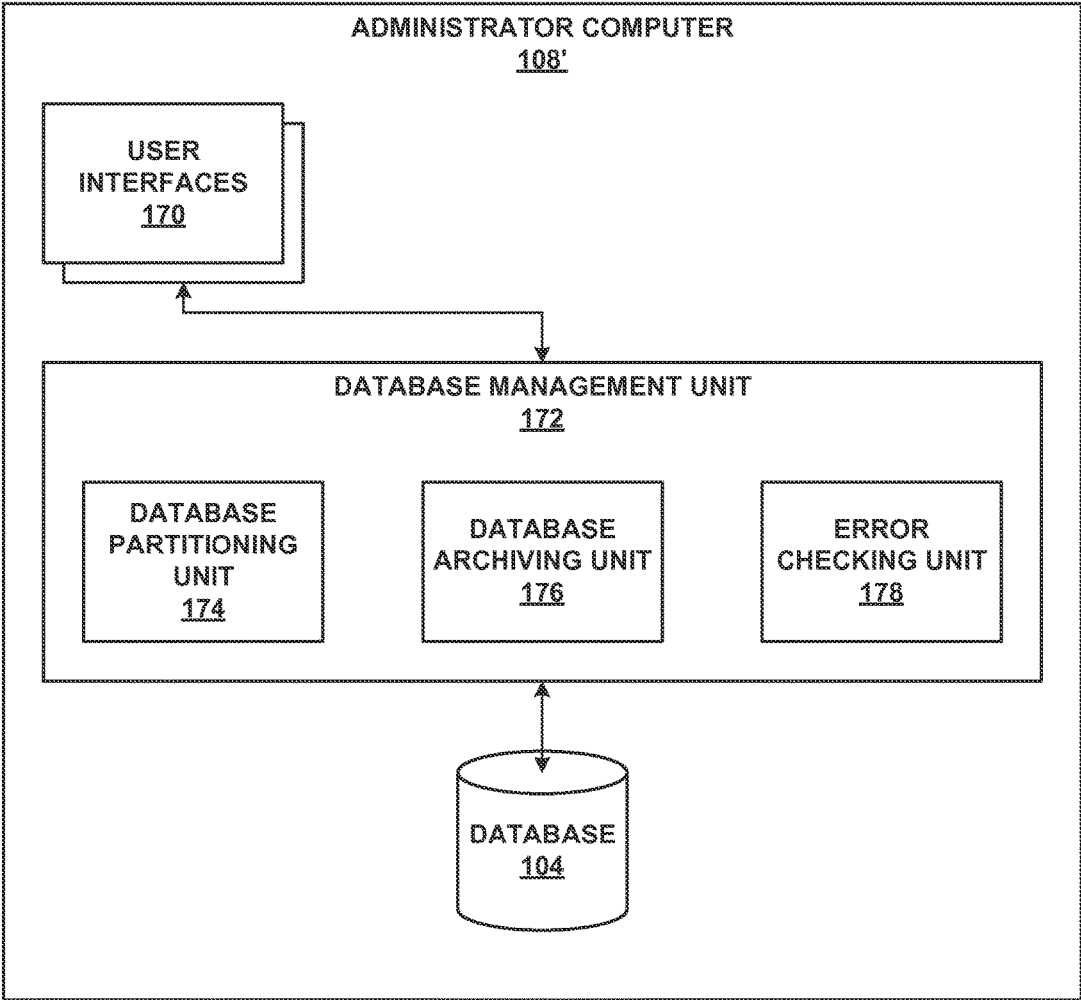 ADMINISTRATOR COMPUTER
108'
USER
INTERFACES
170
DATABASE MANAGEMENT UNIT
172
DATABASE
PARTITIONING
UNIT
174
DATABASE
ARCHIVING UNIT
176
ERROR
CHECKING UNIT
178
DATABASE
104